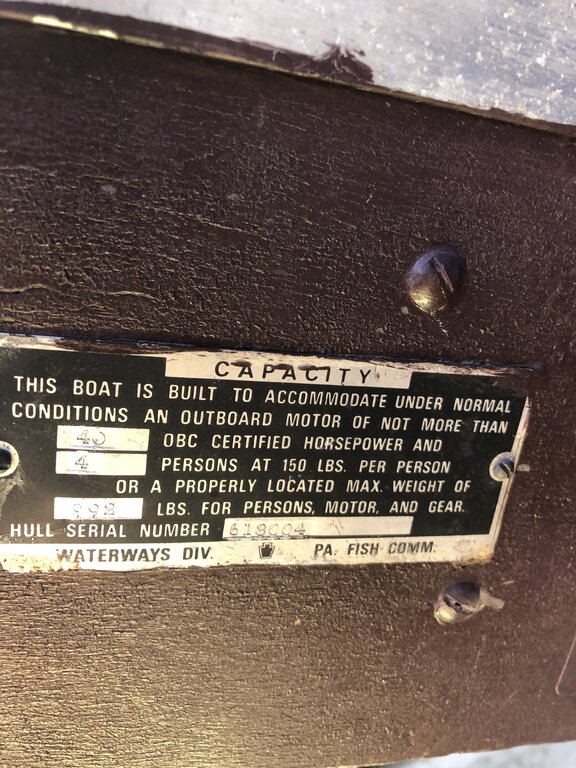 CAPACITY
THIS BOAT IS BUILT TO ACCOMMODATE UNDER NORMAL
CONDITIONS AN OUTBOARD MOTOR OF NOT MORE THAN
40 OBC CERTIFIED HORSEPOWER AND
4 PERSONS AT 150 LBS. PER PERSON
OR A PROPERLY LOCATED MAX. WEIGHT OF
998 LBS. FOR PERSONS, MOTOR, AND GEAR.
HULL SERIAL NUMBER 618004
WATERWAYS DIV. PA. FISH COMM.